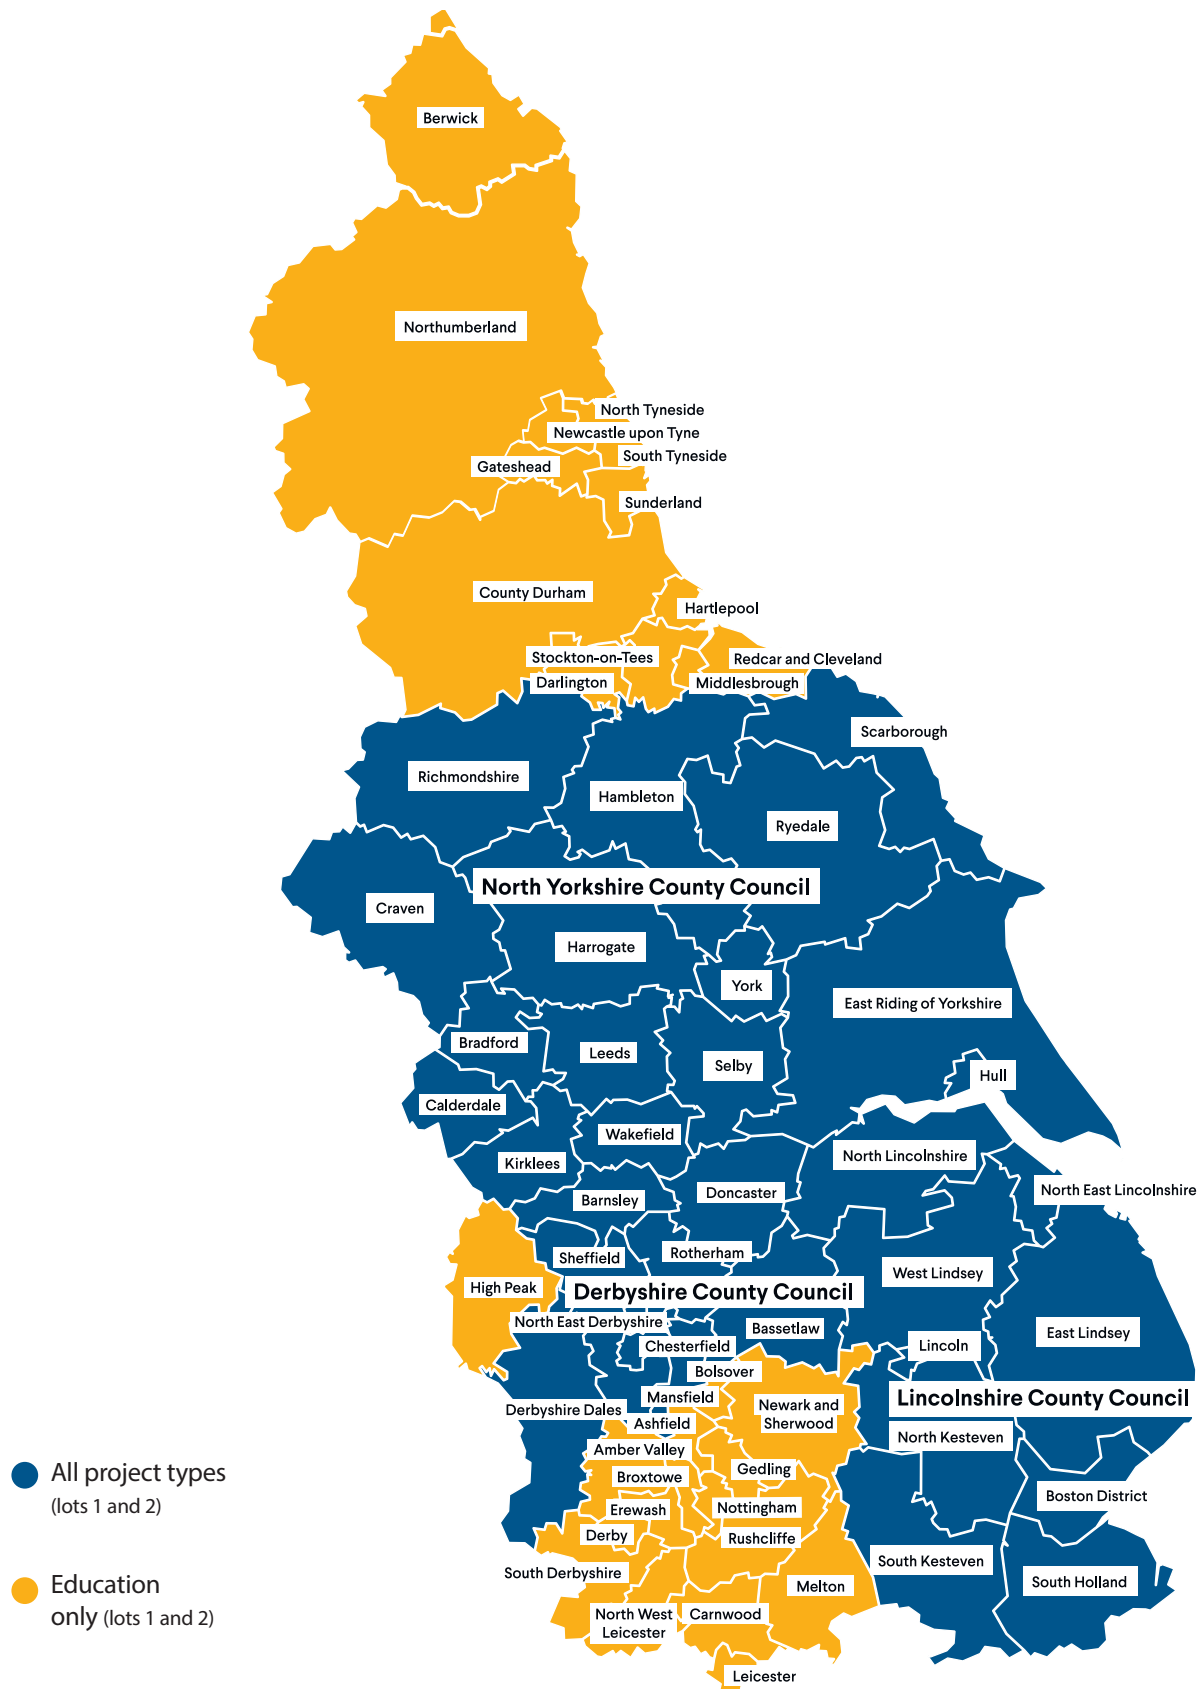 Berwick
Northumberland
North Tyneside
Newcastle upon Tyne
South Tyneside
Gateshead
Sunderland
County Durham
Hartlepool
Stockton-on-Tees
Redcar and Cleveland
Darlington
Middlesbrough
Scarborough
Richmondshire
Hambleton
Ryedale
North Yorkshire County Council
Craven
Harrogate
York
East Riding of Yorkshire
Bradford
Leeds
Selby
Hull
Calderdale
Wakefield
North Lincolnshire
Kirklees
Barnsley
Doncaster
North East Lincolnshire
Sheffield
Rotherham
West Lindsey
High Peak
Derbyshire County Council
North East Derbyshire
Bassetlaw
East Lindsey
Chesterfield
Lincoln
Bolsover
Mansfield
Lincolnshire County Council
Derbyshire Dales
Newark and
Sherwood
Ashfield
North Kesteven
Amber Valley
Gedling
Broxtowe
Boston District
Erewash
Nottingham
Derby
Rushcliffe
South Derbyshire
South Kesteven
Melton
South Holland
North West
Leicester
Carnwood
Leicester
All project types
(lots 1 and 2)
Education
only (lots 1 and 2)